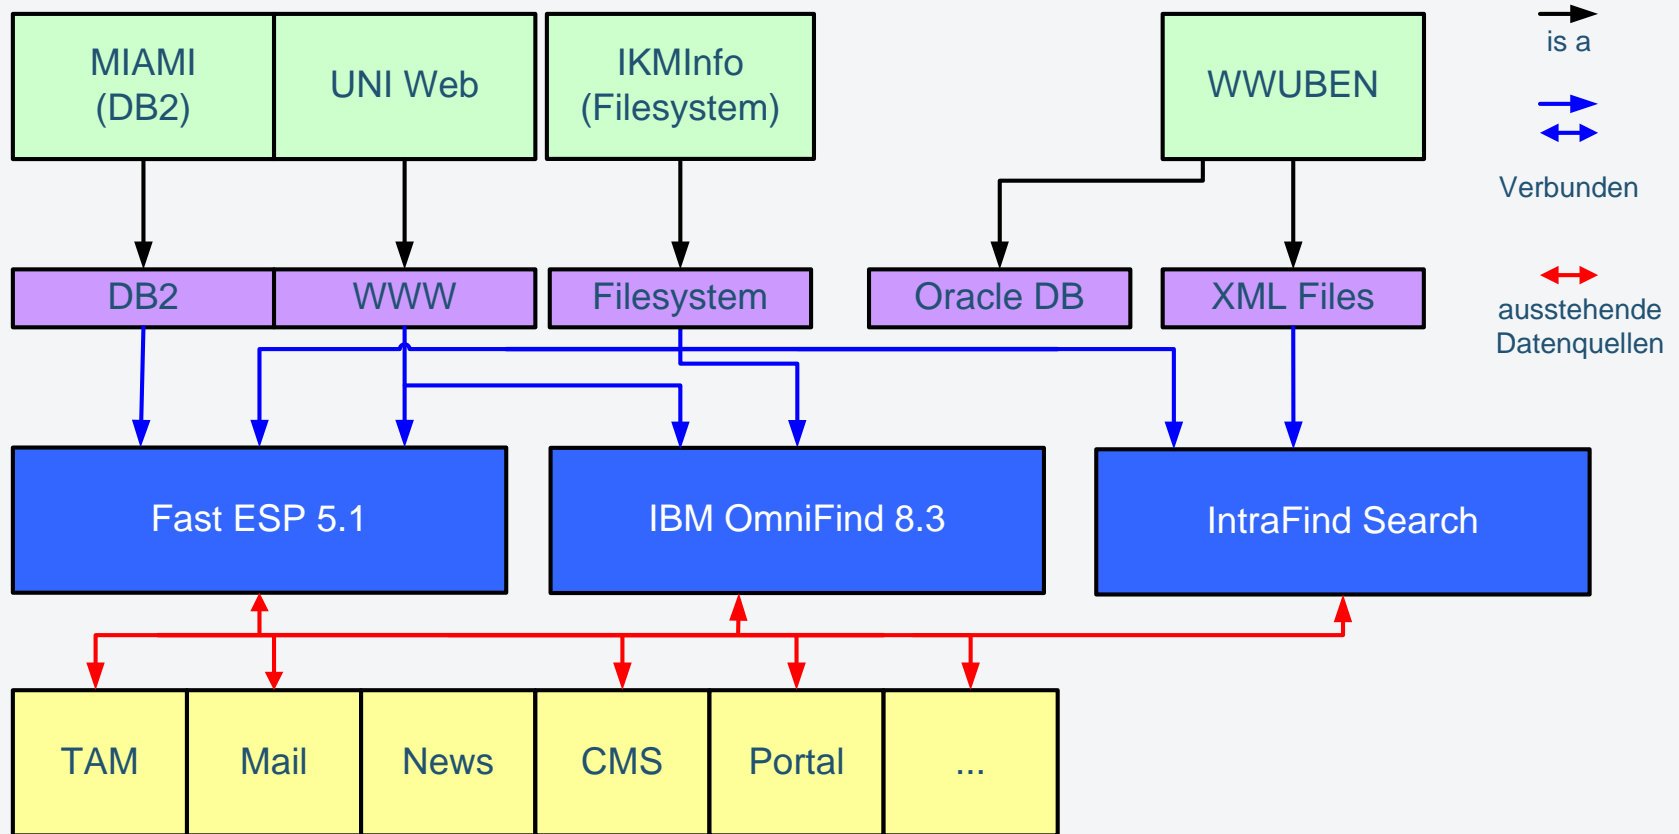 MIAMI
(DB2)
UNI Web
IKMInfo
(Filesystem)
WWUBEN
is a
Verbunden
ausstehende
Datenquellen
DB2
WWW
Filesystem
Oracle DB
XML Files
Fast ESP 5.1
IBM OmniFind 8.3
IntraFind Search
TAM
Mail
News
CMS
Portal
...